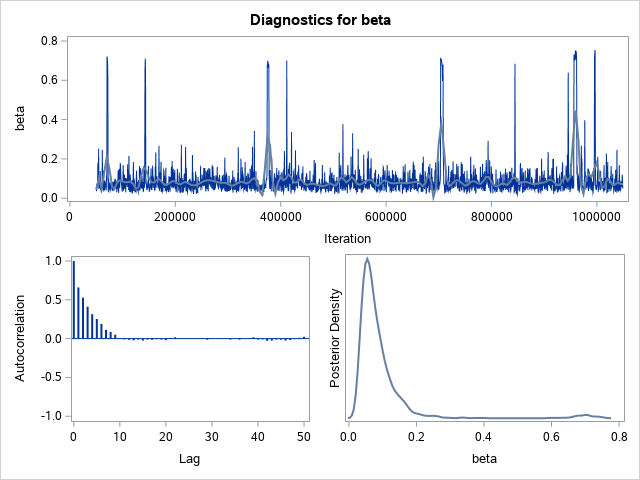 Diagnostics for beta
beta
0.8
0.6
0.4
0.2
0.0
0 200000 400000 600000 800000 1000000
Iteration
Autocorrelation
1.0
0.5
0.0
-0.5
-1.0
0 10 20 30 40 50
Lag
Posterior Density
0.0 0.2 0.4 0.6 0.8
beta